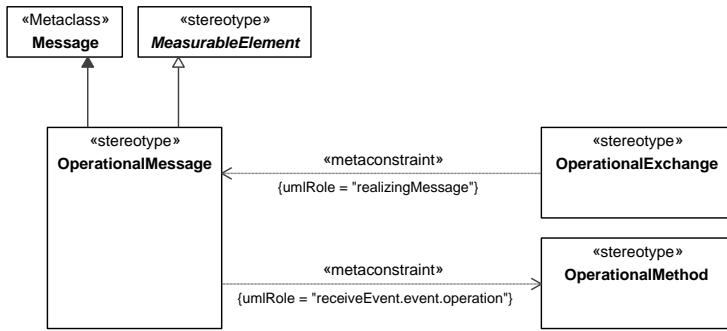 «Metaclass»
Message
«stereotype»
MeasurableElement
«stereotype»
OperationalMessage
«metaconstraint»
{umlRole = "realizingMessage"}
«stereotype»
OperationalExchange
«metaconstraint»
{umlRole = "receiveEvent.event.operation"}
«stereotype»
OperationalMethod